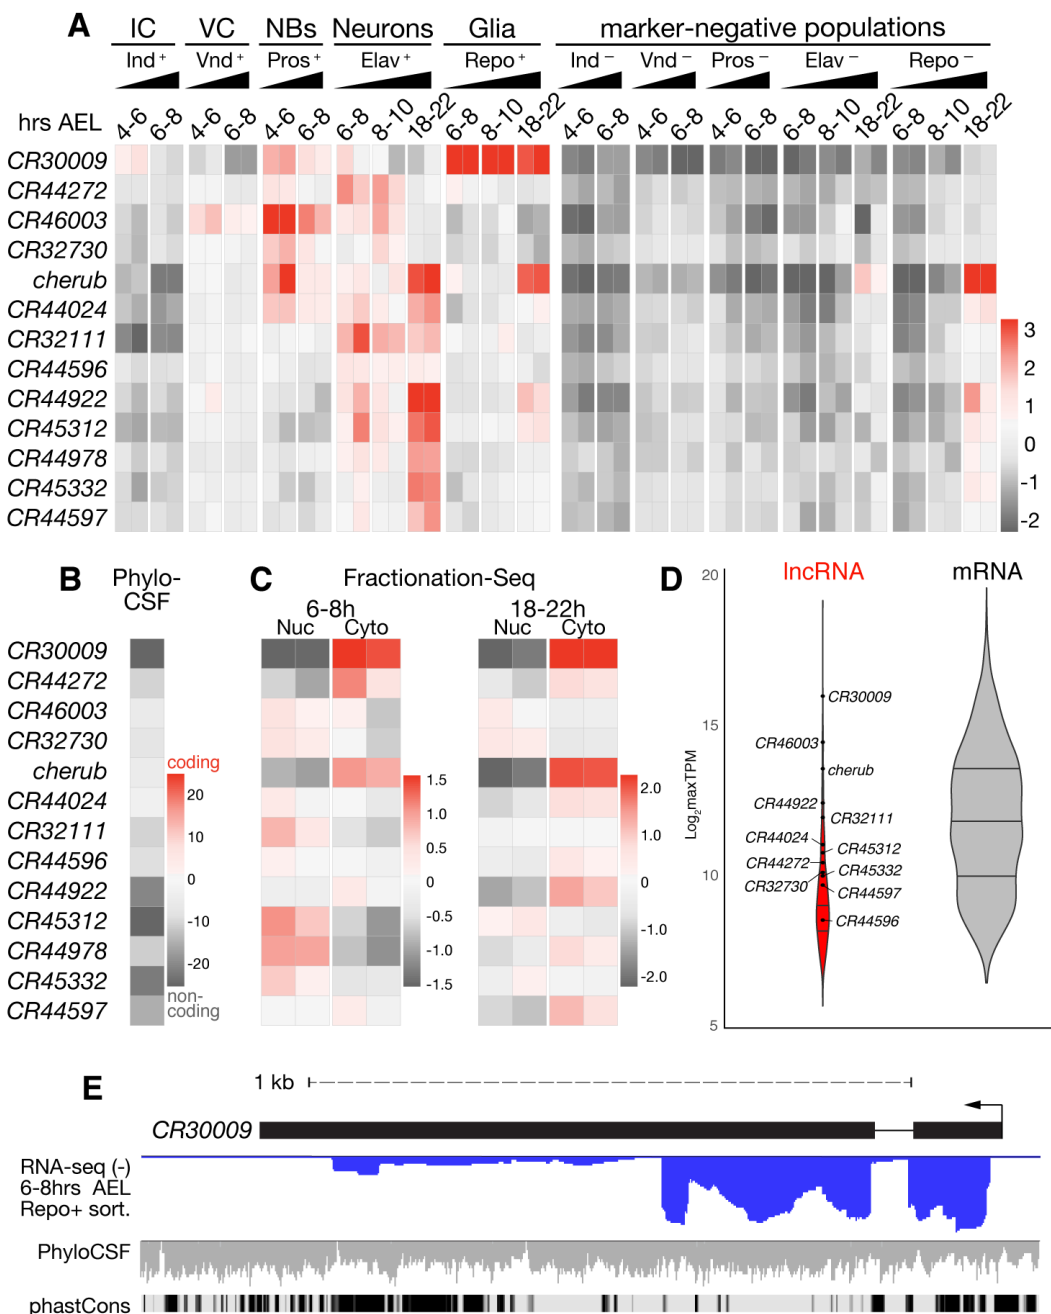 A
IC VC NBs Neurons Glia marker-negative populations
Ind + Vnd + Pros + Elav + Repo + Ind − Vnd − Pros − Elav − Repo −
hrs AEL 4-6 6-8 4-6 6-8 4-6 6-8 6-8 8-10 18-22 6-8 8-10 18-22 4-6 6-8 4-6 6-8 4-6 6-8 6-8 8-10 18-22 6-8 8-10 18-22
CR30009
CR44272
CR46003
CR32730
cherub
CR44024
CR32111
CR44596
CR44922
CR45312
CR44978
CR45332
CR44597
3
2
1
0
-1
-2
B
Phylo-
CSF
CR30009
CR44272
CR46003
CR32730
cherub
CR44024
CR32111
CR44596
CR44922
CR45312
CR44978
CR45332
CR44597
coding
20
10
0
-10
-20
non-
coding
C
Fractionation-Seq
6-8h 18-22h
Nuc Cyto Nuc Cyto
1.5
1.0
0.5
0
-0.5
-1.0
-1.5
2.0
1.0
0
-1.0
-2.0
D
lncRNA mRNA
Log2maxTPM
20
15
10
5
CR30009
CR46003
cherub
CR44922
CR32111
CR44024
CR45312
CR44272
CR45332
CR32730
CR44597
CR44596
E
1 kb
CR30009
RNA-seq (-)
6-8hrs AEL
Repo+ sort.
PhyloCSF
phastCons